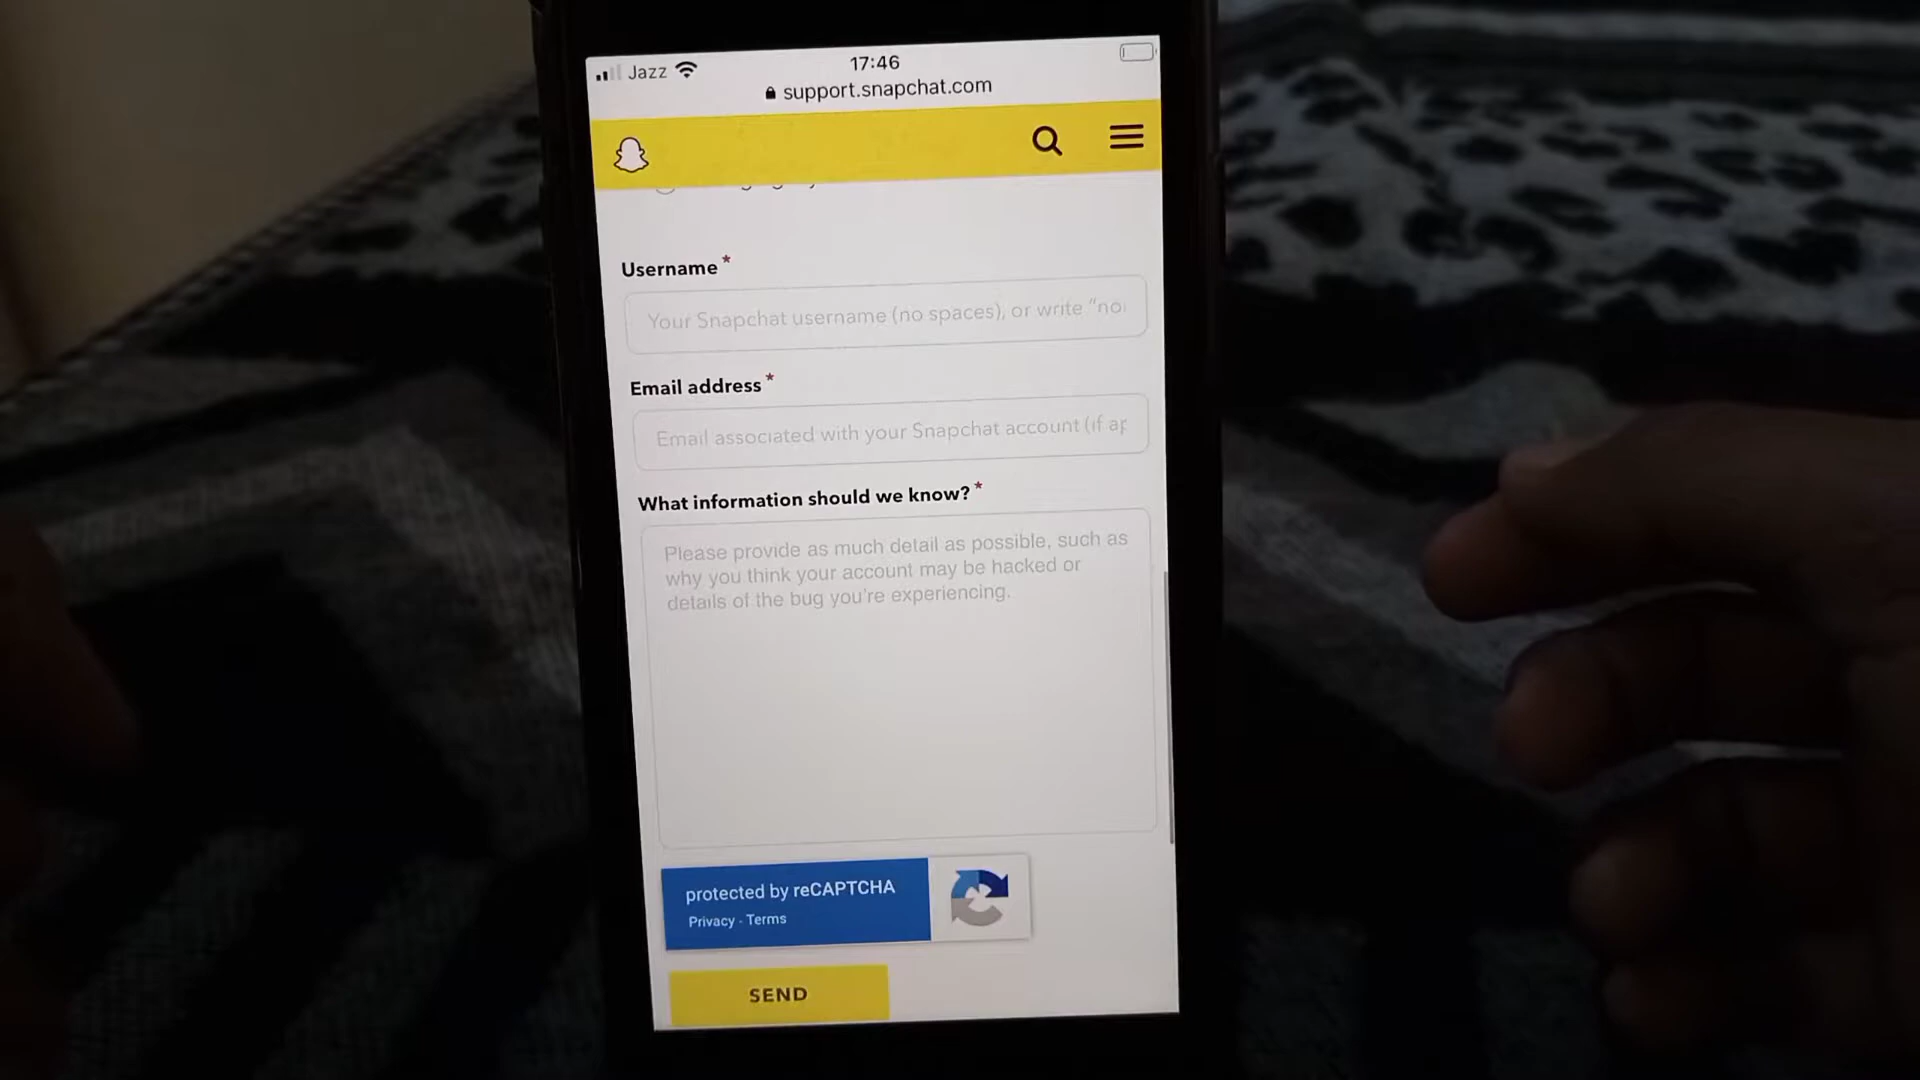 Jazz 17:46
support.snapchat.com
Username *
Your Snapchat username (no spaces), or write "no
Email address *
Email associated with your Snapchat account (if ap
What information should we know? *
Please provide as much detail as possible, such as
why you think your account may be hacked or
details of the bug you're experiencing.
protected by reCAPTCHA
Privacy - Terms
SEND